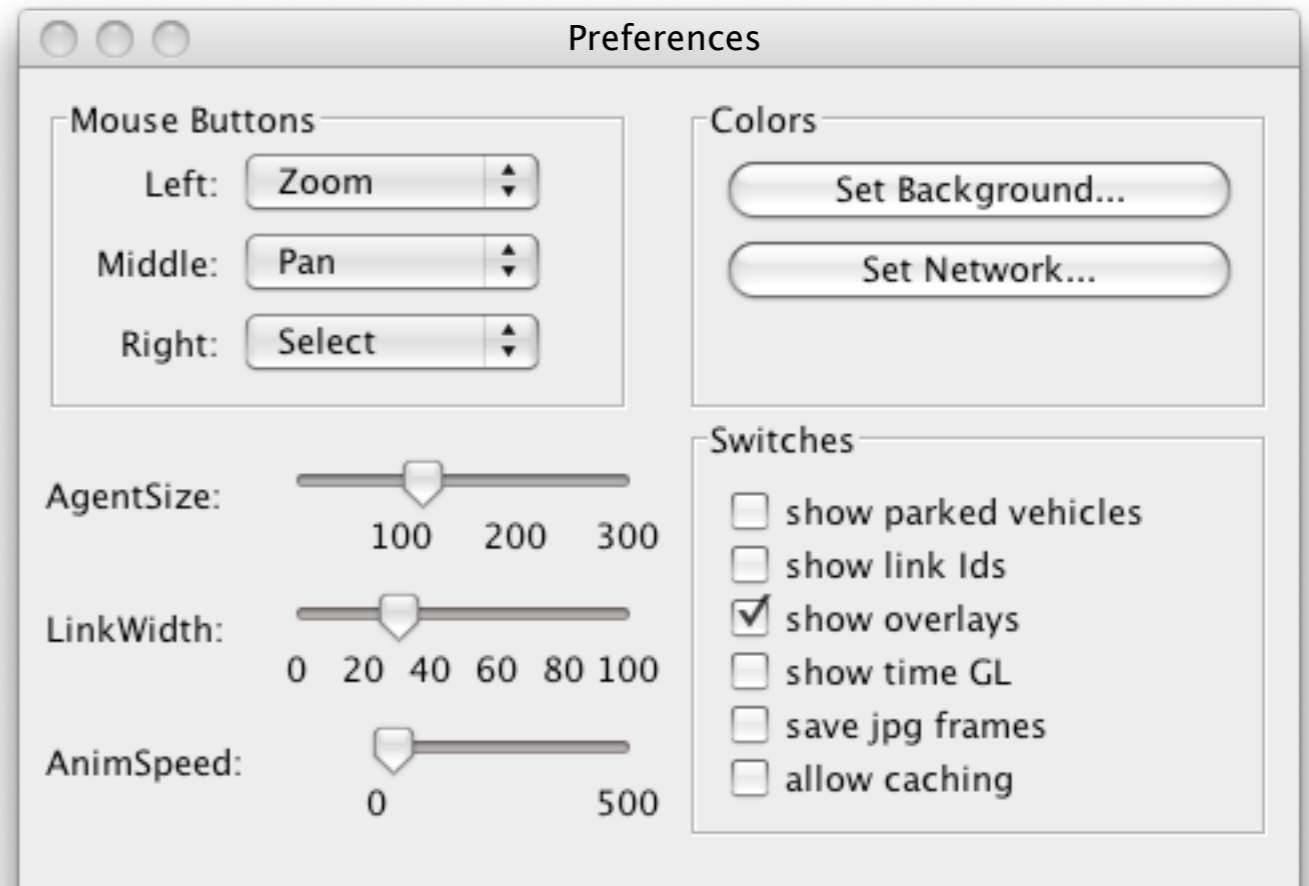 Preferences
Mouse Buttons
Left: Zoom
Middle: Pan
Right: Select
Colors
Set Background...
Set Network...
AgentSize:
100 200 300
LinkWidth:
0 20 40 60 80 100
AnimSpeed:
0 500
Switches
show parked vehicles
show link Ids
show overlays
show time GL
save jpg frames
allow caching